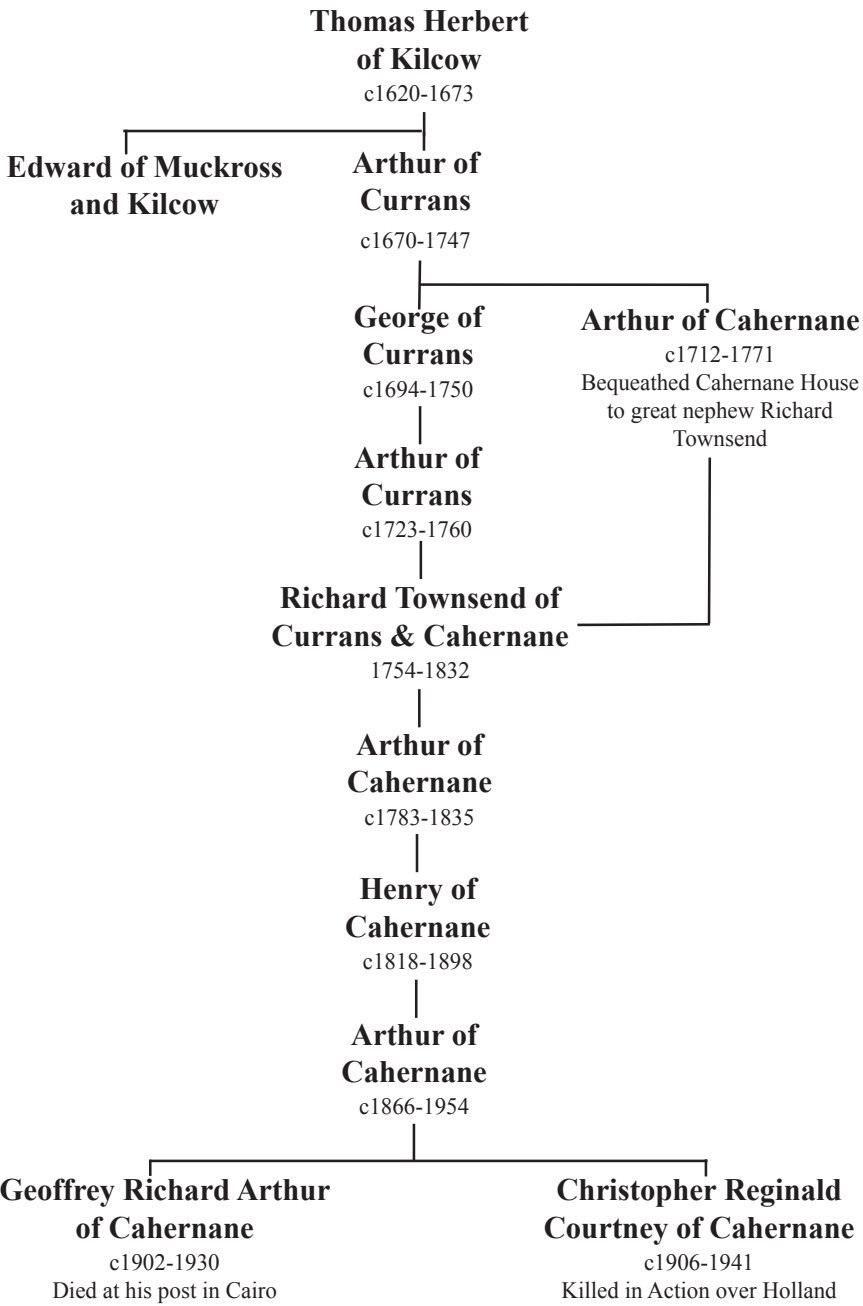 Thomas Herbert
of Kilcow
c1620-1673
Edward of Muckross
and Kilcow
Arthur of
Currans
c1670-1747
George of
Currans
c1694-1750
Arthur of Cahernane
c1712-1771
Bequeathed Cahernane House
to great nephew Richard
Townsend
Arthur of
Currans
c1723-1760
Richard Townsend of
Currans & Cahernane
1754-1832
Arthur of
Cahernane
c1783-1835
Henry of
Cahernane
c1818-1898
Arthur of
Cahernane
c1866-1954
Geoffrey Richard Arthur
of Cahernane
c1902-1930
Died at his post in Cairo
Christopher Reginald
Courtney of Cahernane
c1906-1941
Killed in Action over Holland